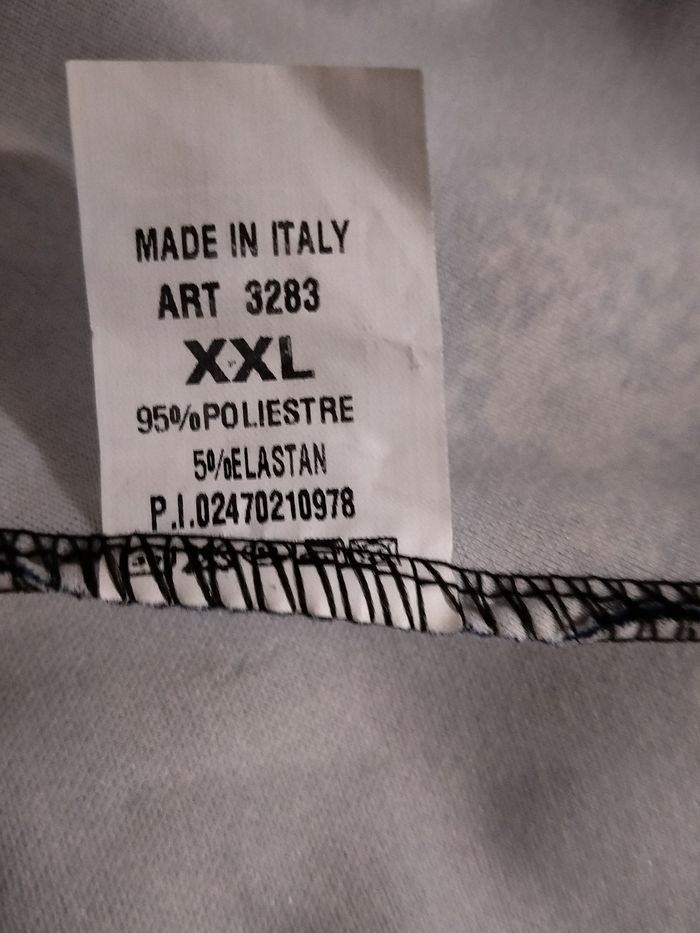 MADE IN ITALY
ART 3283
XXL
95%POLIESTRE
5%ELASTAN
P.I.02470210978